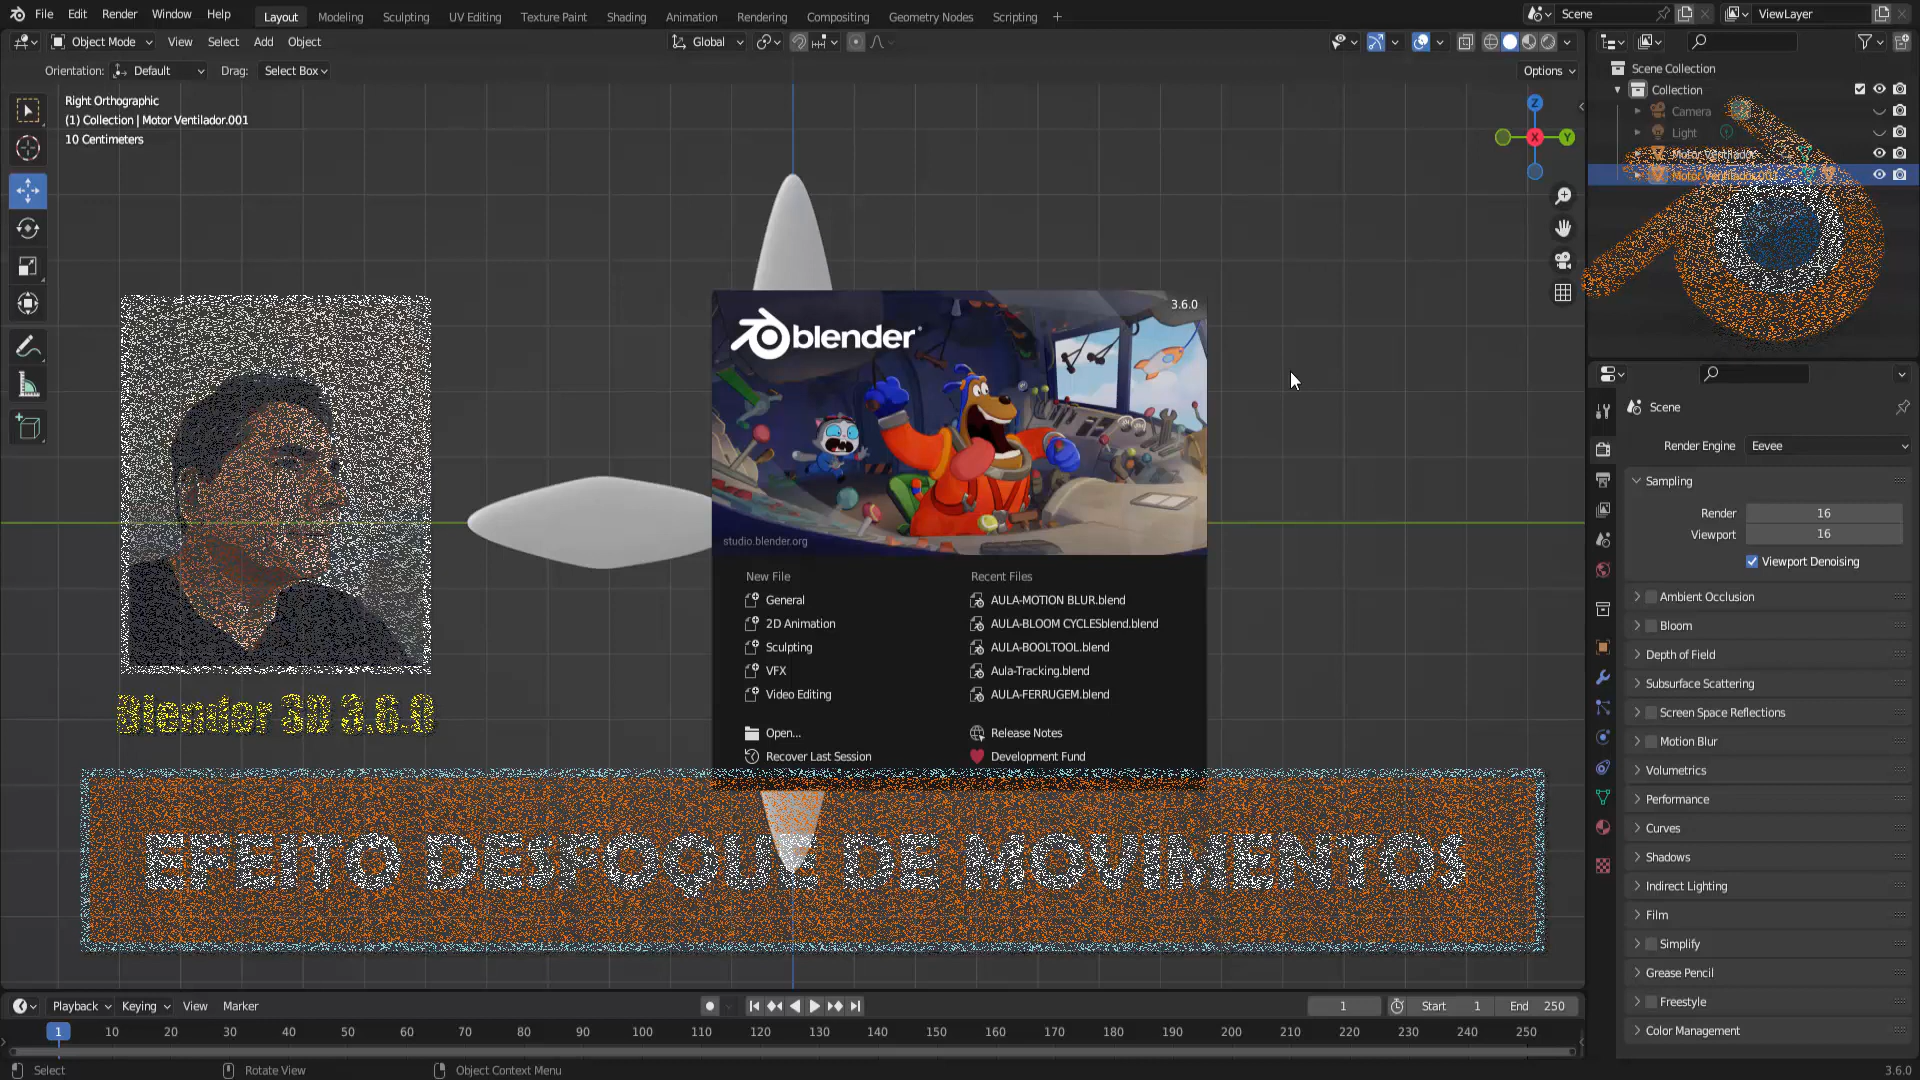 File Edit Render Window Help Layout Modeling Sculpting UV Editing Texture Paint Shading Animation Rendering Compositing Geometry Nodes Scripting + Scene ViewLayer
Object Mode View Select Add Object Global
Orientation: Default Drag: Select Box Options
Right Orthographic
(1) Collection | Motor Ventilador.001
10 Centimeters
Z
X
Y
Scene Collection
Collection
Camera
Light
Motor Ventilador
Motor Ventilador.001
3.6.0
blender
studio.blender.org
New File
General
2D Animation
Sculpting
VFX
Video Editing
Open...
Recover Last Session
Recent Files
AULA-MOTION BLUR.blend
AULA-BLOOM CYCLESblend.blend
AULA-BOOLTOOL.blend
Aula-Tracking.blend
AULA-FERRUGEM.blend
Release Notes
Development Fund
Blender 3D 3.6.0
EFEITO DESFOQUE DE MOVIMENTOS
Scene
Render Engine Eevee
Sampling
Render 16
Viewport 16
Viewport Denoising
Ambient Occlusion
Bloom
Depth of Field
Subsurface Scattering
Screen Space Reflections
Motion Blur
Volumetrics
Performance
Curves
Shadows
Indirect Lighting
Film
Simplify
Grease Pencil
Freestyle
Color Management
Playback Keying View Marker 1 Start 1 End 250
1 10 20 30 40 50 60 70 80 90 100 110 120 130 140 150 160 170 180 190 200 210 220 230 240 250
Select Rotate View Object Context Menu 3.6.0